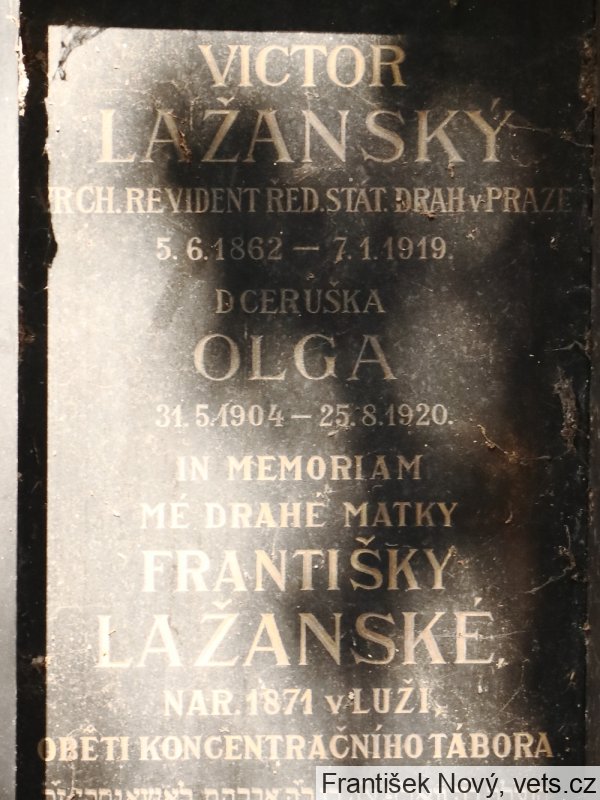 VICTOR
LAŽANSKÝ
VRCH. REVIDENT ŘED. STÁT. DRAH v PRAZE
5. 6. 1862 – 7. 1. 1919.
DCERUŠKA
OLGA
31. 5. 1904 – 25. 8. 1920.
IN MEMORIAM
MÉ DRAHÉ MATKY
FRANTIŠKY
LAŽANSKÉ,
NAR. 1871 v LUŽI,
OBĚTI KONCENTRAČNÍHO TÁBORA
František Nový, vets.cz